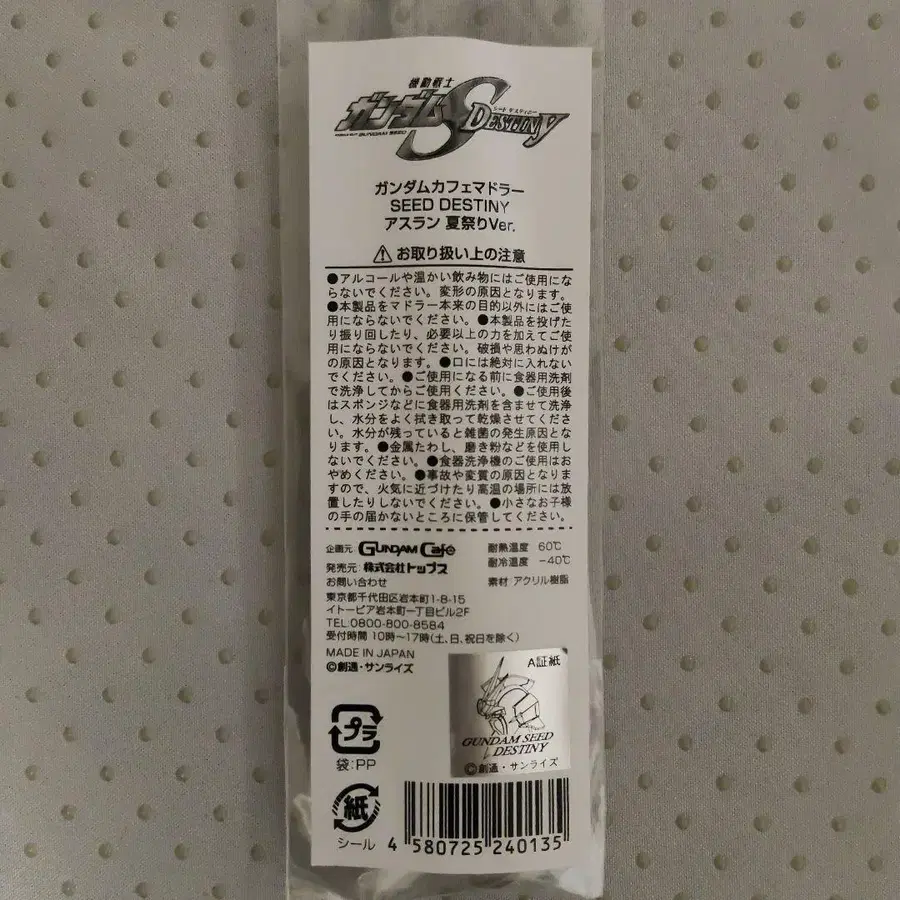 機動戦士
ガンダムSEED DESTINY
シード デスティニー
GUNDAM SEED
ガンダムカフェマドラー
SEED DESTINY
アスラン 夏祭りVer.
⚠お取り扱い上の注意
●アルコールや温かい飲み物にはご使用にな
らないでください。変形の原因となります。
●本製品をマドラー本来の目的以外にはご使
用にならないでください。●本製品を投げた
り振り回したり、必要以上の力を加えてご使
用にならないでください。破損や思わぬけが
の原因となります。●口には絶対に入れない
でください。●ご使用になる前に食器用洗剤
で洗浄してからご使用ください。●ご使用後
はスポンジなどに食器用洗剤を含ませて洗浄
し、水分をよく拭き取って乾燥させてくださ
い。水分が残っていると雑菌の発生原因とな
ります。●金属たわし、磨き粉などを使用し
ないでください。●食器洗浄機のご使用はお
やめください。●事故や変質の原因となりま
すので、火気に近づけたり高温の場所には放
置したりしないでください。●小さなお子様
の手の届かないところに保管してください。
企画元: GUNDAM Café
発売元: 株式会社トップス
お問い合わせ
東京都千代田区岩本町1-8-15
イトーピア岩本町一丁目ビル2F
TEL:0800-800-8584
受付時間 10時〜17時(土、日、祝日を除く)
MADE IN JAPAN
©創通・サンライズ
耐熱温度 60℃
耐冷温度 -40℃
素材 アクリル樹脂
A証紙
GUNDAM SEED
DESTINY
©創通・サンライズ
プラ
袋:PP
紙
シール
4 580725 240135